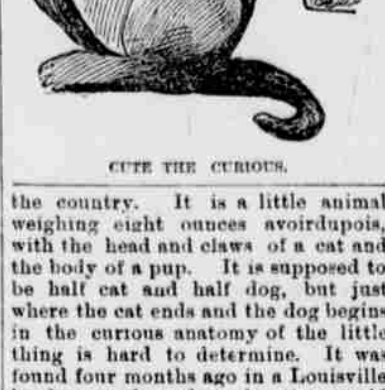 CUTE THE CURIOUS.
the country. It is a little animal
weighing eight ounces avoirdupois,
with the head and claws of a cat and
the body of a pup. It is supposed to
be half cat and half dog, but just
where the cat ends and the dog begins
in the curious anatomy of the little
thing is hard to determine. It was
found four months ago in a Louisville